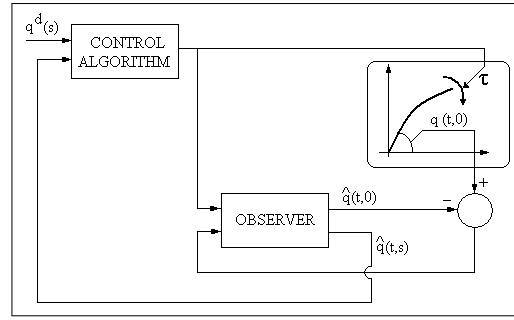 q^d(s)
CONTROL
ALGORITHM
τ
q (t,0)
+
−
q̂(t,0)
OBSERVER
q̂(t,s)